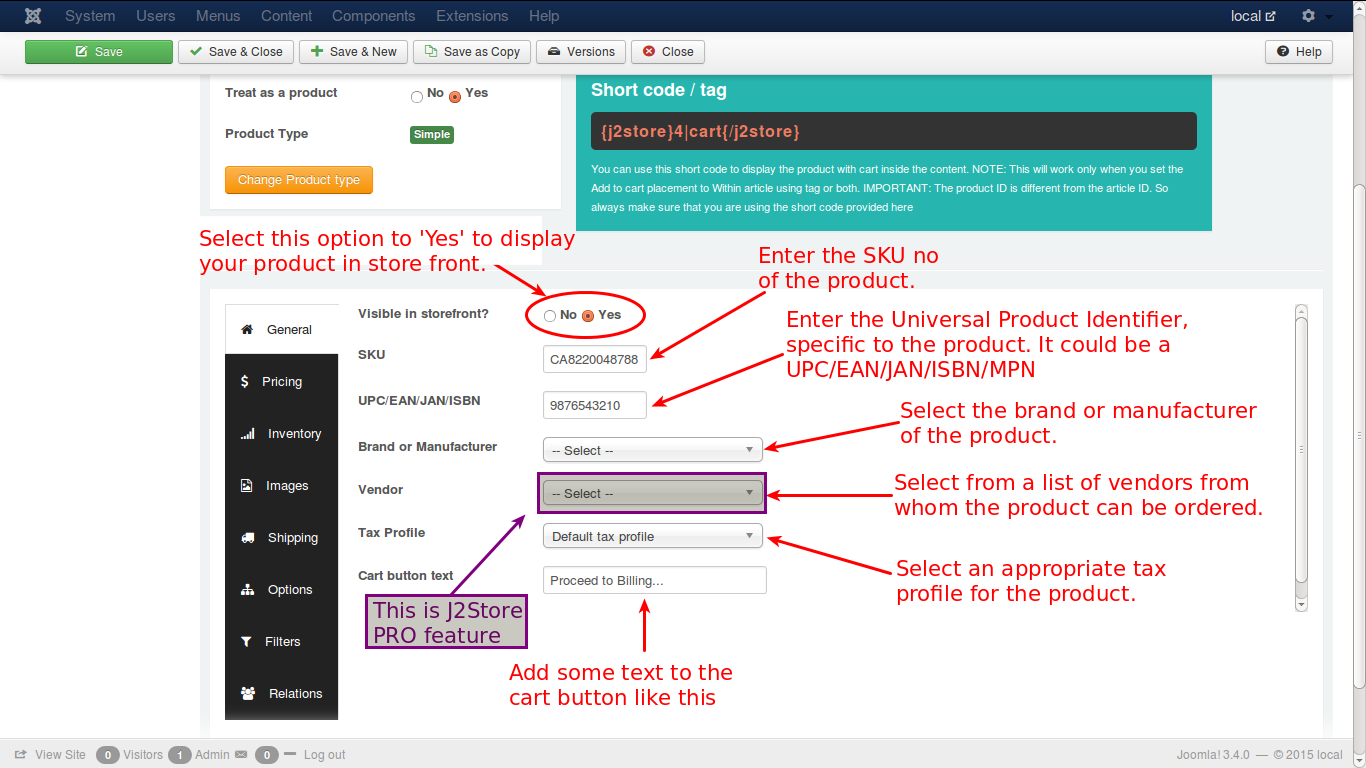 System Users Menus Content Components Extensions Help local
Save Save & Close Save & New Save as Copy Versions Close Help
Treat as a product No Yes
Product Type Simple
Change Product type
Short code / tag
{j2store}4|cart{/j2store}
You can use this short code to display the product with cart inside the content. NOTE: This will work only when you set the
Add to cart placement to Within article using tag or both. IMPORTANT: The product ID is different from the article ID. So
always make sure that you are using the short code provided here
Select this option to 'Yes' to display
your product in store front.
Enter the SKU no
of the product.
General
Pricing
Inventory
Images
Shipping
Options
Filters
Relations
Visible in storefront? No Yes
SKU CA8220048788
UPC/EAN/JAN/ISBN 9876543210
Brand or Manufacturer -- Select --
Vendor -- Select --
Tax Profile Default tax profile
Cart button text Proceed to Billing...
Enter the Universal Product Identifier,
specific to the product. It could be a
UPC/EAN/JAN/ISBN/MPN
Select the brand or manufacturer
of the product.
Select from a list of vendors from
whom the product can be ordered.
Select an appropriate tax
profile for the product.
This is J2Store
PRO feature
Add some text to the
cart button like this
View Site 0 Visitors 1 Admin 0 Log out Joomla! 3.4.0 — © 2015 local